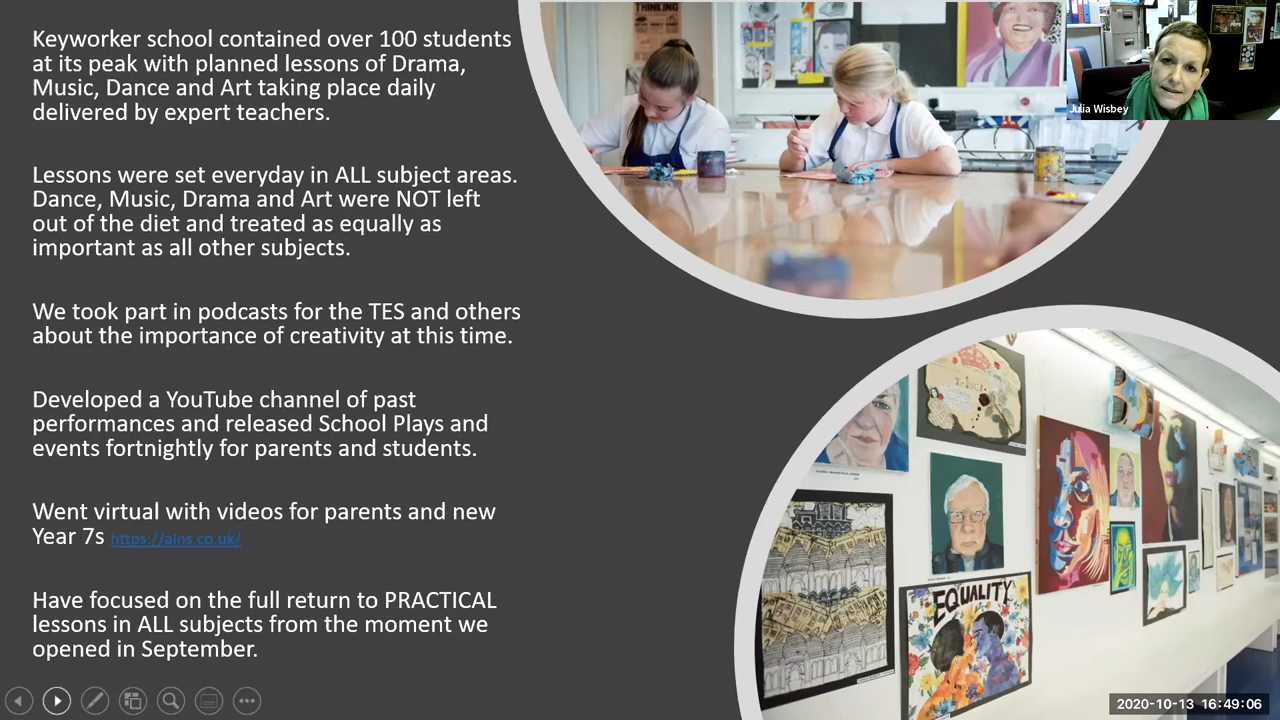 Keyworker school contained over 100 students
at its peak with planned lessons of Drama,
Music, Dance and Art taking place daily
delivered by expert teachers.
Lessons were set everyday in ALL subject areas.
Dance, Music, Drama and Art were NOT left
out of the diet and treated as equally as
important as all other subjects.
We took part in podcasts for the TES and others
about the importance of creativity at this time.
Developed a YouTube channel of past
performances and released School Plays and
events fortnightly for parents and students.
Went virtual with videos for parents and new
Year 7s https://alns.co.uk/
Have focused on the full return to PRACTICAL
lessons in ALL subjects from the moment we
opened in September.
THINKING
Julia Wisbey
EQUALITY
2020-10-13 16:49:06